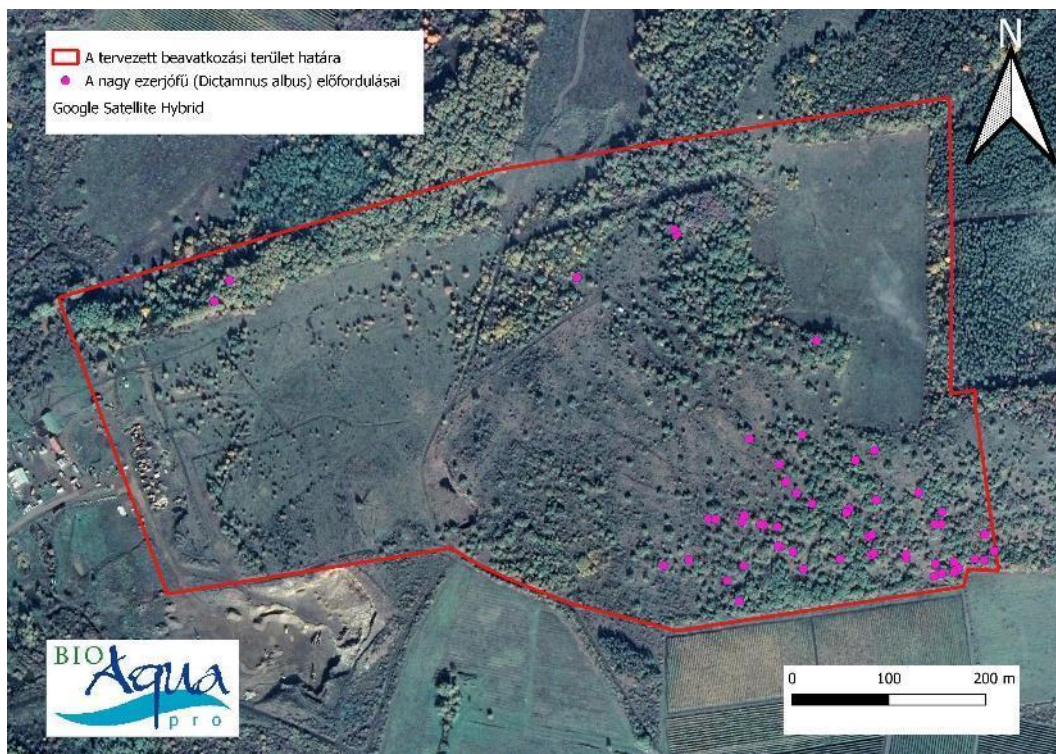 A tervezett beavatkozási terület határa
A nagy ezerjófű (Dictamnus albus) előfordulásai
Google Satellite Hybrid
N
BIO
Aqua
pro
0 100 200 m